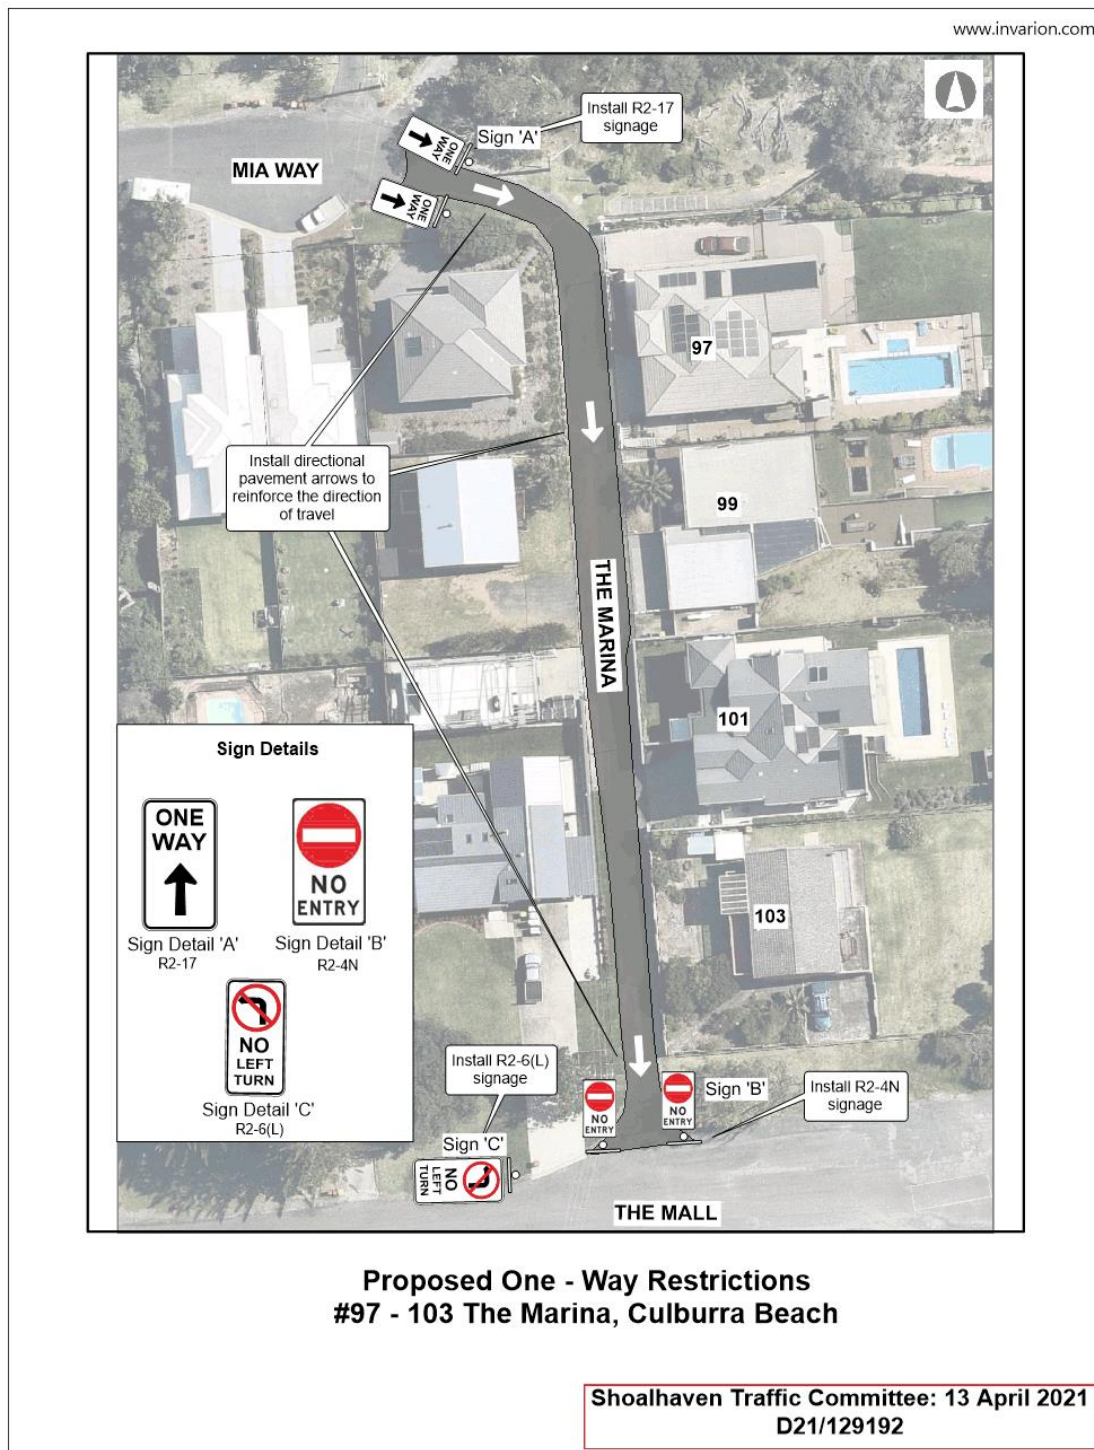 www.invarion.com
Install R2-17
signage
Sign 'A'
ONE
WAY
ONE
WAY
MIA WAY
97
Install directional
pavement arrows to
reinforce the direction
of travel
99
THE MARINA
101
103
Sign Details
ONE
WAY
NO
ENTRY
Sign Detail 'A'
R2-17
Sign Detail 'B'
R2-4N
NO
LEFT
TURN
Sign Detail 'C'
R2-6(L)
Install R2-6(L)
signage
Sign 'C'
NO
LEFT
TURN
NO
ENTRY
NO
ENTRY
Sign 'B'
Install R2-4N
signage
THE MALL
Proposed One - Way Restrictions
#97 - 103 The Marina, Culburra Beach
Shoalhaven Traffic Committee: 13 April 2021
D21/129192